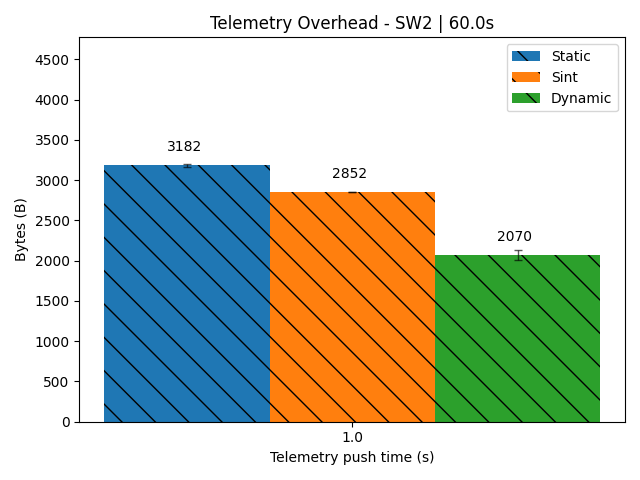 Telemetry Overhead - SW2 | 60.0s
Static
Sint
Dynamic
3182
2852
2070
4500
4000
3500
3000
2500
2000
1500
1000
500
0
Bytes (B)
1.0
Telemetry push time (s)